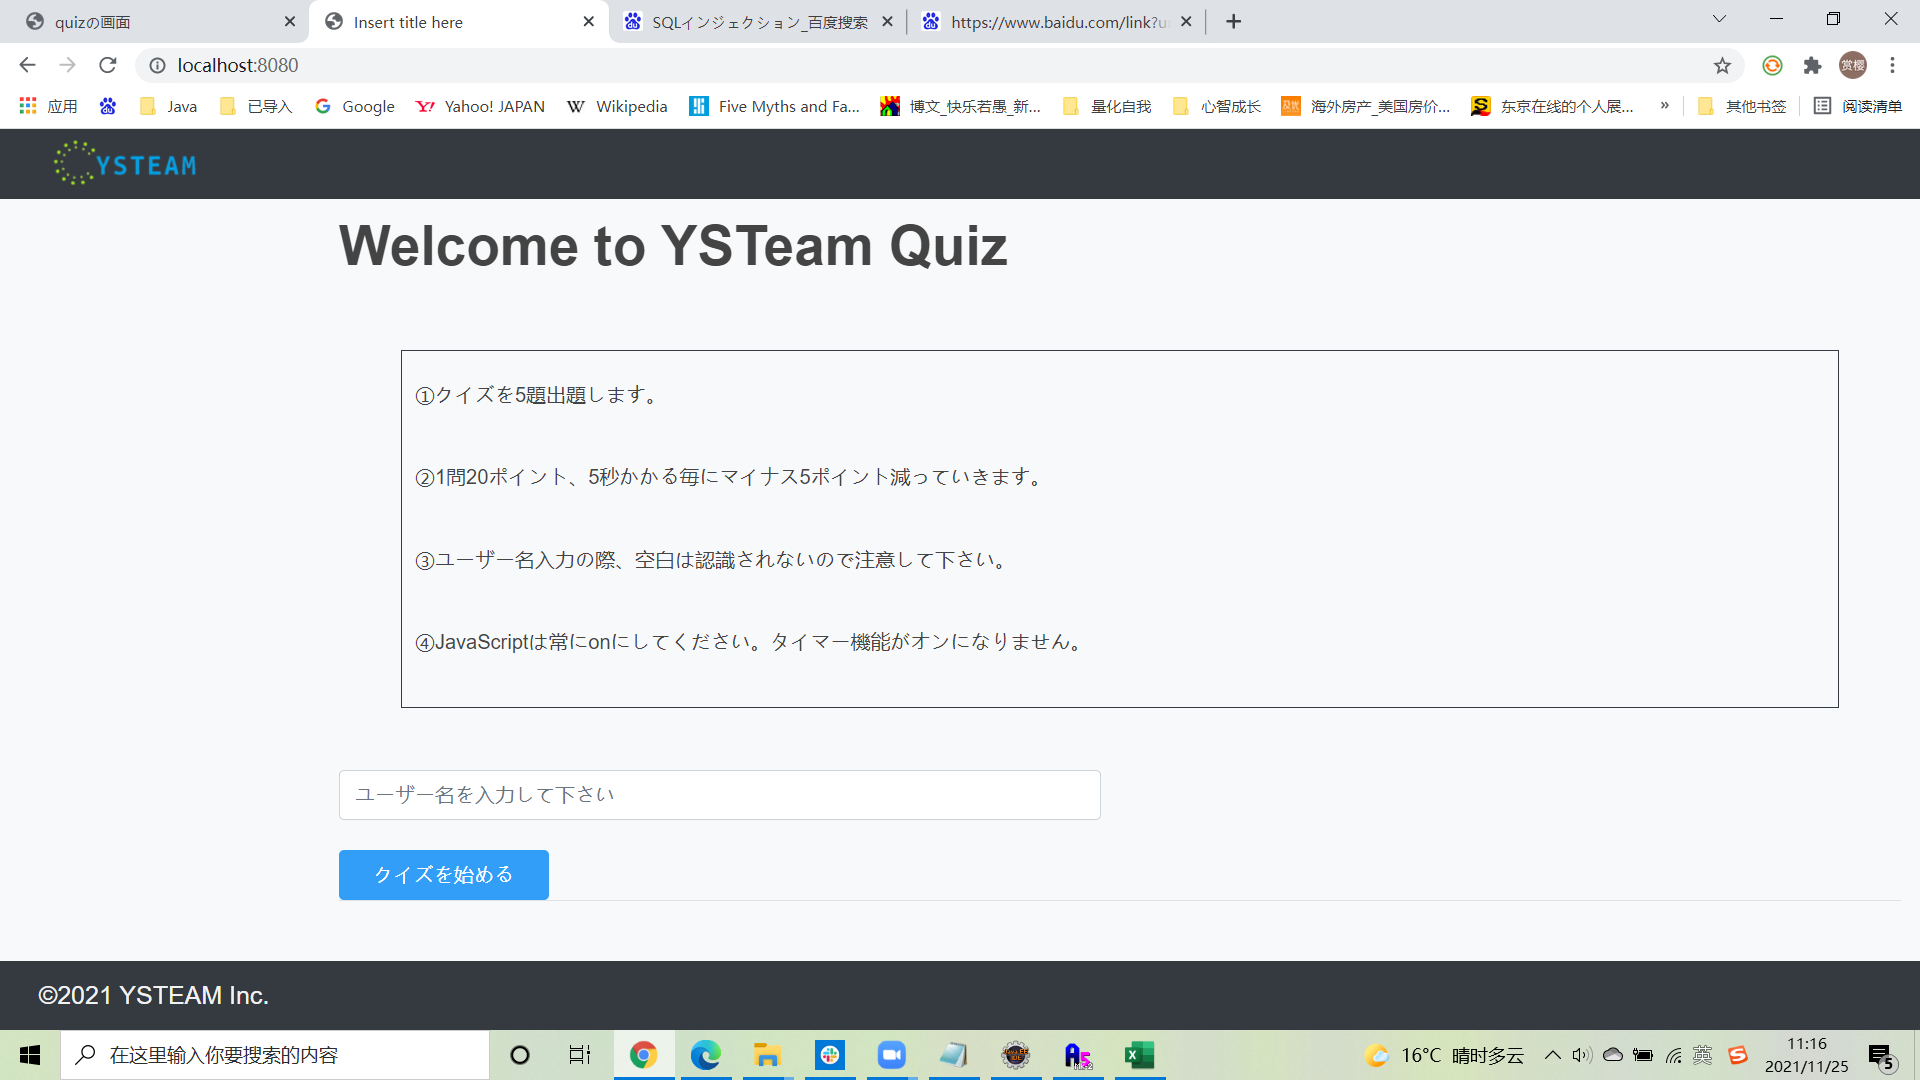 quizの画面
Insert title here
SQLインジェクション_百度搜索
https://www.baidu.com/link?u
localhost:8080
赏樱
应用
Java
已导入
Google
Yahoo! JAPAN
Wikipedia
Five Myths and Fa...
博文_快乐若愚_新...
量化自我
心智成长
海外房产_美国房价...
东京在线的个人展...
»
其他书签
阅读清单
YSTEAM
Welcome to YSTeam Quiz
①クイズを5題出題します。
②1問20ポイント、5秒かかる毎にマイナス5ポイント減っていきます。
③ユーザー名入力の際、空白は認識されないので注意して下さい。
④JavaScriptは常にonにしてください。タイマー機能がオンになりません。
ユーザー名を入力して下さい
クイズを始める
©2021 YSTEAM Inc.
在这里输入你要搜索的内容
16°C 晴时多云
英
11:16
2021/11/25
5